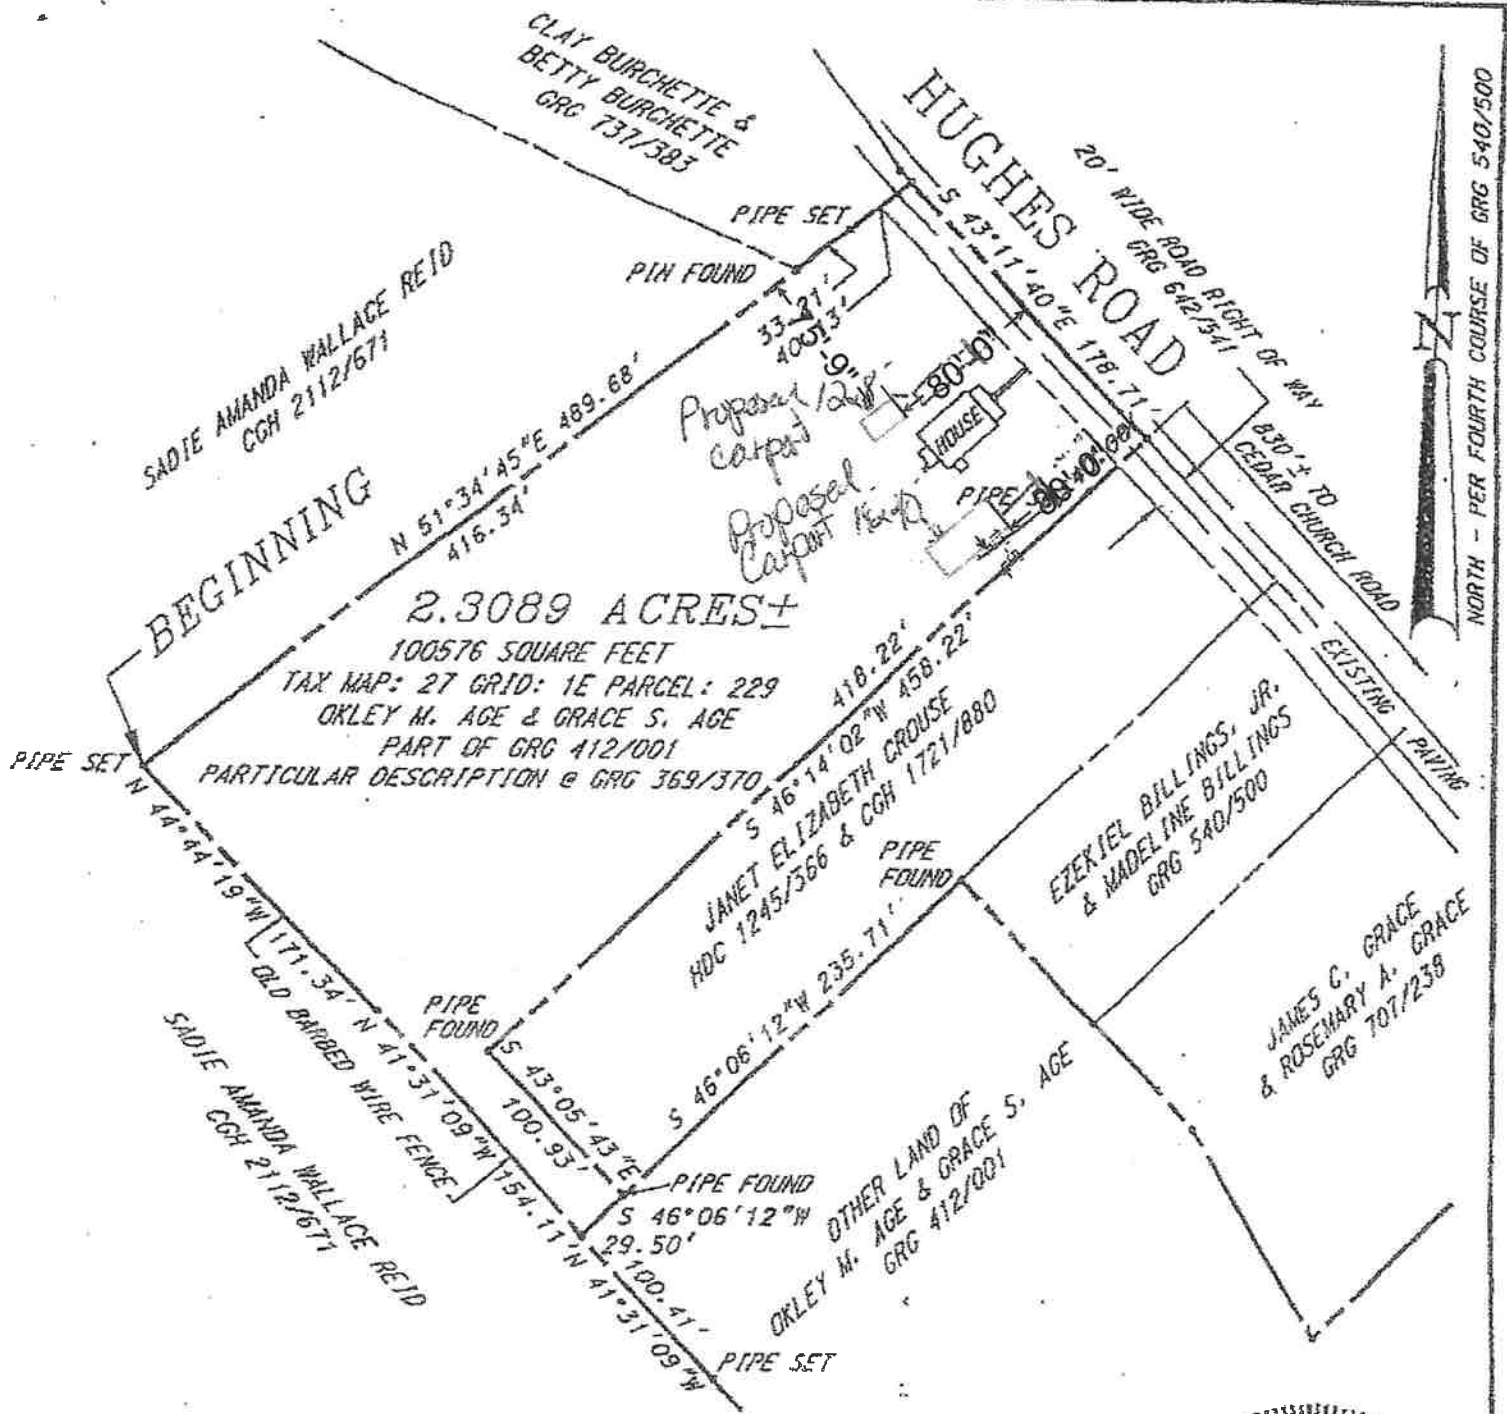 CLAY BURCHETTE &
BETTY BURCHETTE
GRG 737/383
HUGHES ROAD
20' WIDE ROAD RIGHT OF WAY
GRG 642/541
NORTH - PER FOURTH COURSE OF GRG 540/500
N
PIPE SET
PIN FOUND
S 43°11'40"E 178.71'
33.21'
40.13'
SADIE AMANDA WALLACE REID
CGH 2112/671
N 51°34'45"E 489.68'
416.34'
Proposed
carport
80'-0"
HOUSE
Proposed
Carport
830'± TO
CEDAR CHURCH ROAD
BEGINNING
2.3089 ACRES±
100576 SQUARE FEET
TAX MAP: 27 GRID: 1E PARCEL: 229
OKLEY M. AGE & GRACE S. AGE
PART OF GRG 412/001
PARTICULAR DESCRIPTION @ GRG 369/370
418.22'
S 46°14'02"W 458.22'
JANET ELIZABETH CROUSE
HDC 1245/566 & CGH 1721/880
EXISTING PAVING
PIPE SET
N 44°44'19"W 171.34'
OLD BARBED WIRE FENCE
N 41°31'09"W 154.11'
PIPE
FOUND
EZEKIEL BILLINGS, JR.
& MADELINE BILLINGS
GRG 540/500
S 46°06'12"W 235.71'
PIPE
FOUND
S 43°05'43"E
100.93'
JAMES C. GRACE
& ROSEMARY A. GRACE
GRG 707/238
SADIE AMANDA WALLACE REID
CGH 2112/671
PIPE FOUND
S 46°06'12"W
29.50'
OTHER LAND OF
OKLEY M. AGE & GRACE S. AGE
GRG 412/001
100.41'
N 41°31'09"W
PIPE SET